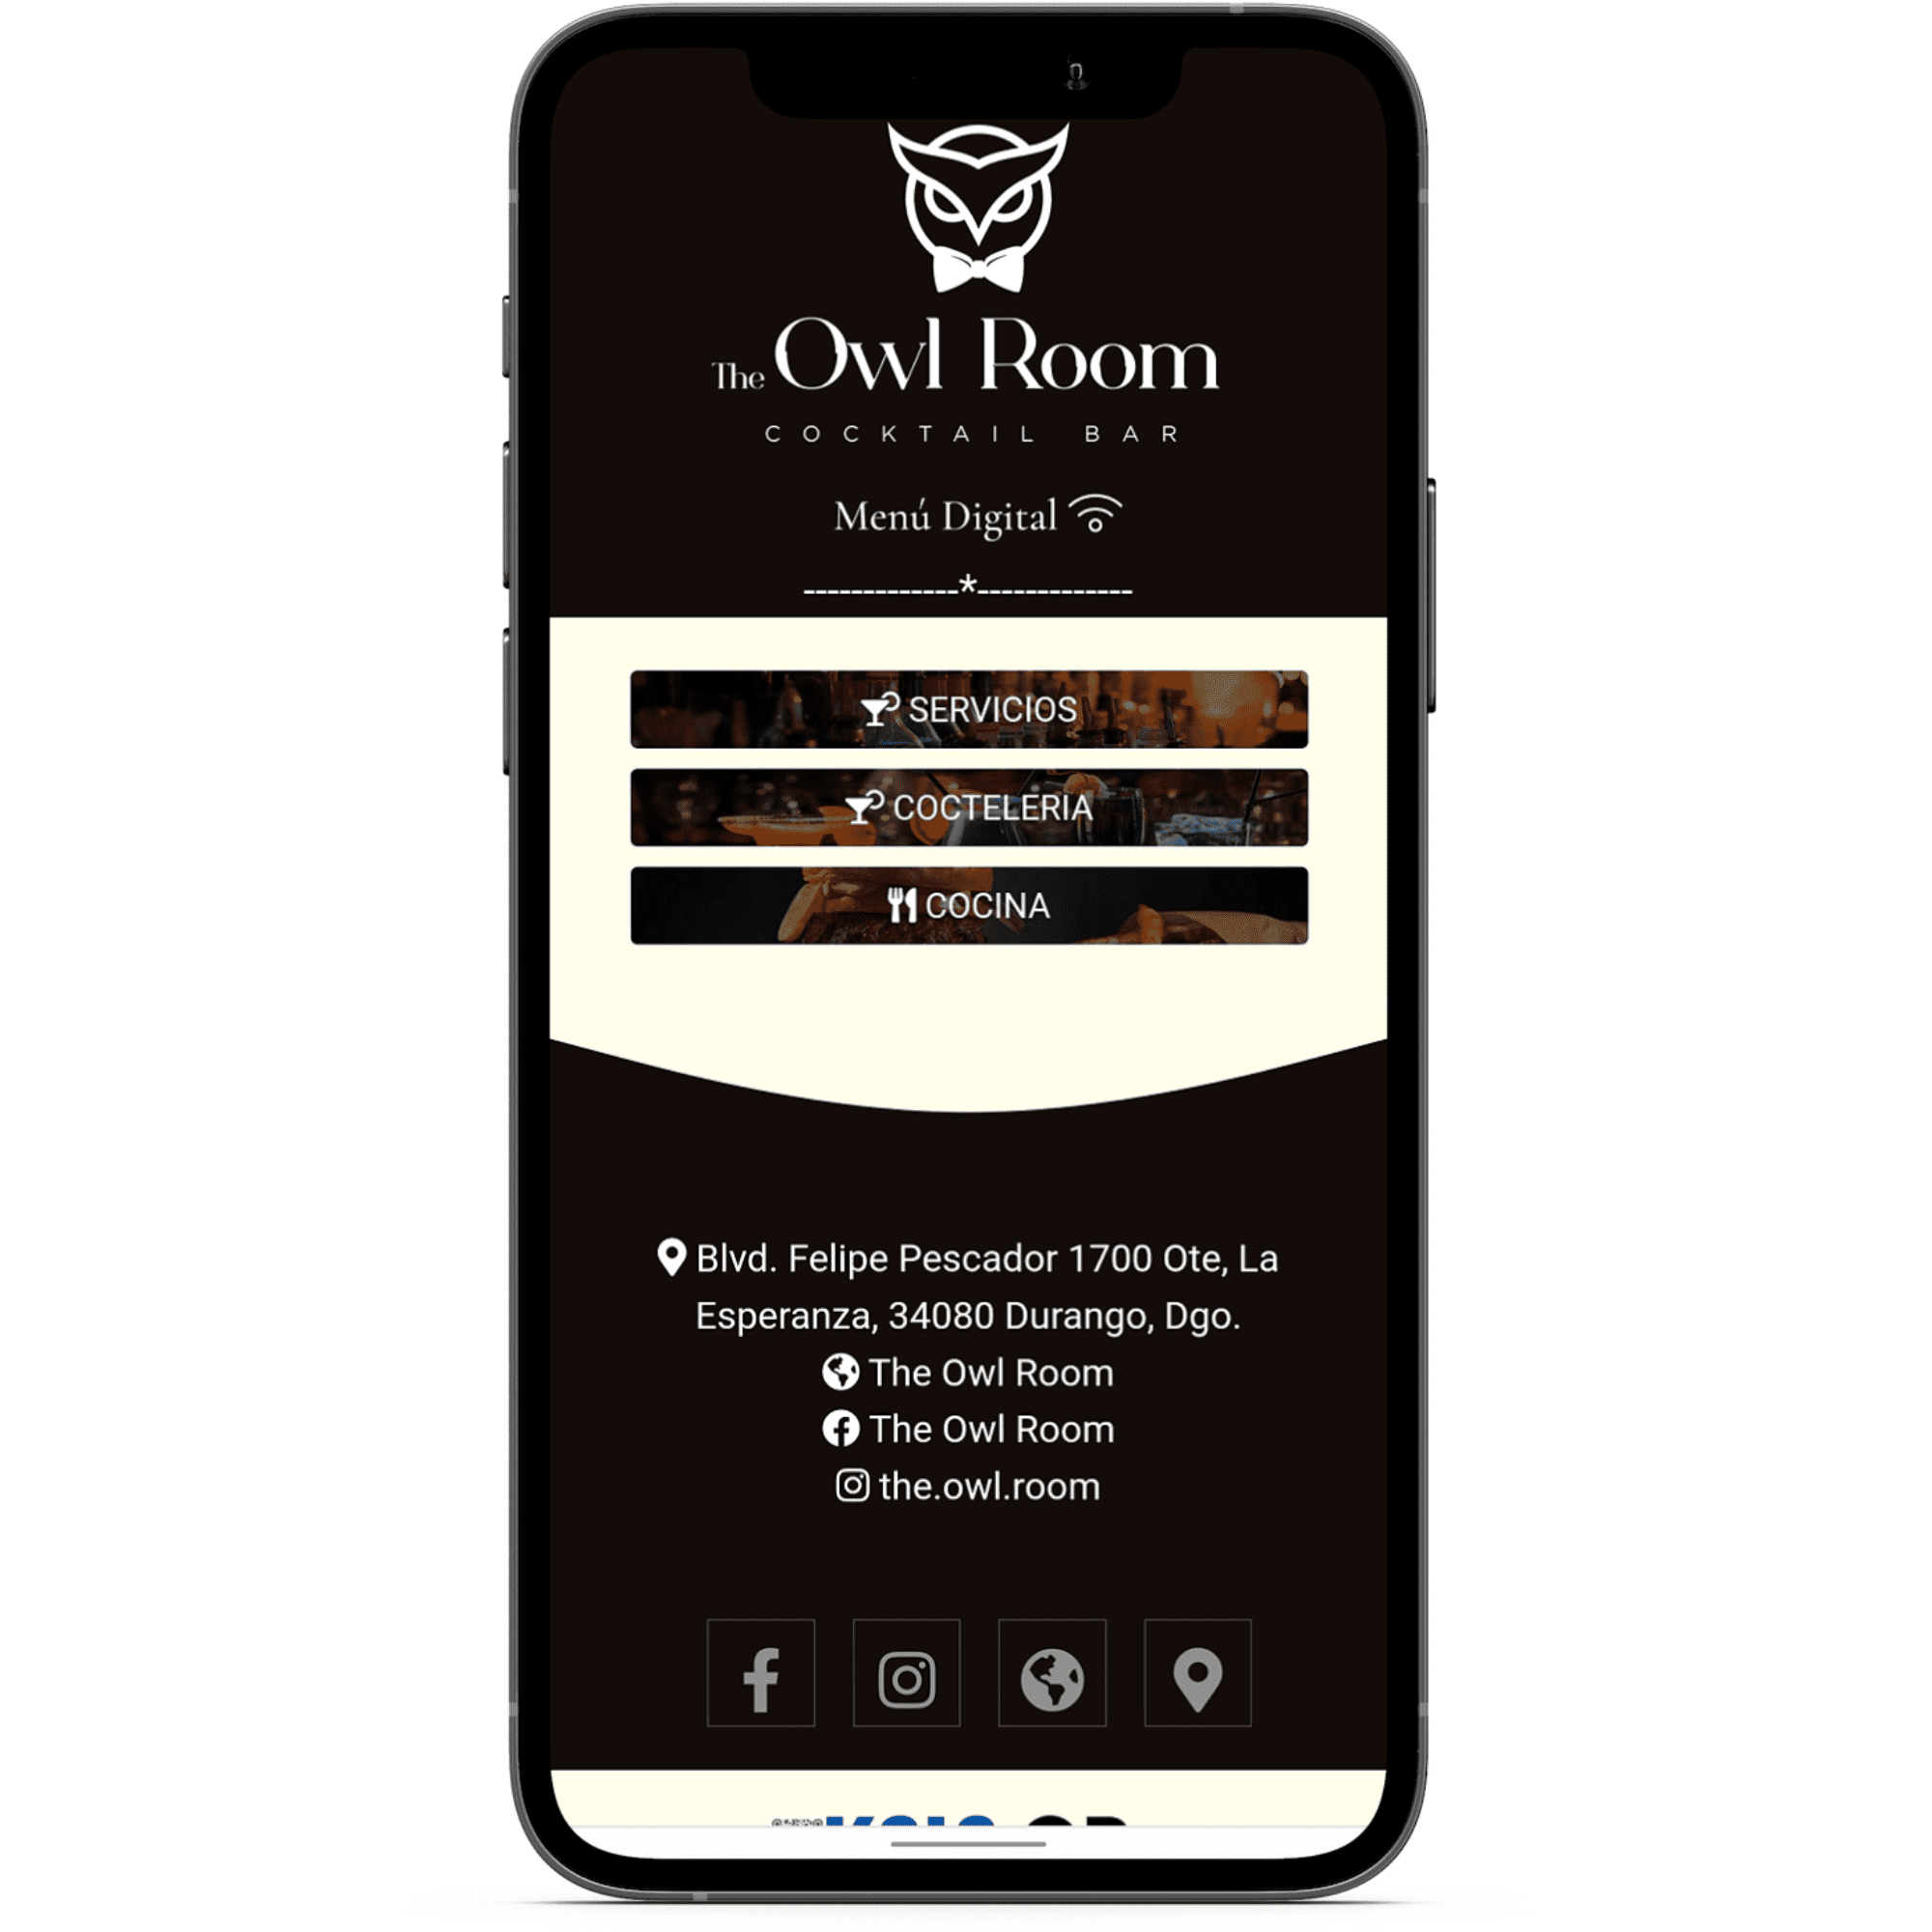 The Owl Room
COCKTAIL BAR
Menú Digital
-------------*-------------
SERVICIOS
COCTELERIA
COCINA
Blvd. Felipe Pescador 1700 Ote, La
Esperanza, 34080 Durango, Dgo.
The Owl Room
The Owl Room
the.owl.room